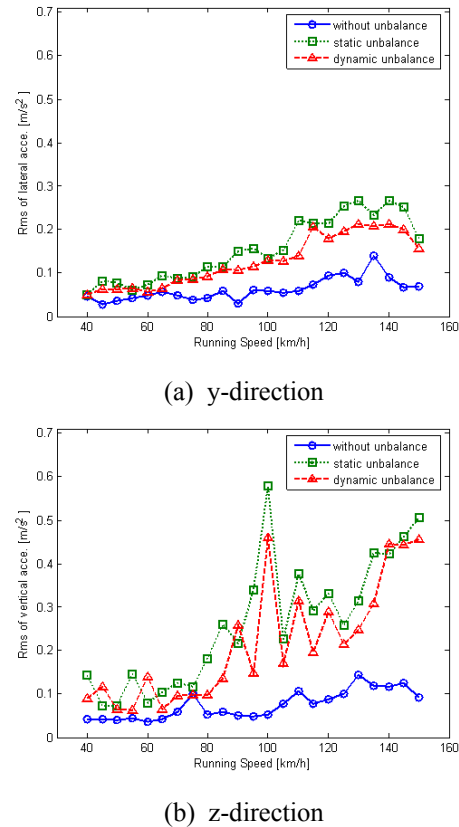 0.7
0.6
0.5
0.4
0.3
0.2
0.1
0
Rms of lateral acce. [m/s²]
without unbalance
static unbalance
dynamic unbalance
40 60 80 100 120 140 160
Running Speed [km/h]
(a) y-direction
0.7
0.6
0.5
0.4
0.3
0.2
0.1
0
Rms of vertical acce. [m/s²]
without unbalance
static unbalance
dynamic unbalance
40 60 80 100 120 140 160
Running Speed [km/h]
(b) z-direction